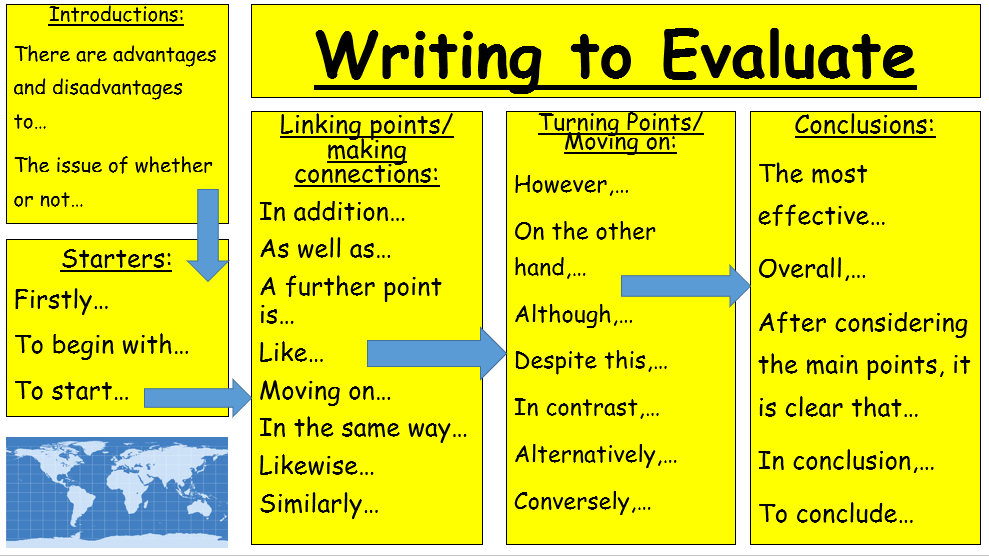 Writing to Evaluate
Introductions:
There are advantages
and disadvantages
to…
The issue of whether
or not…
Starters:
Firstly…
To begin with…
To start…
Linking points/
making
connections:
In addition…
As well as…
A further point
is…
Like…
Moving on…
In the same way…
Likewise…
Similarly…
Turning Points/
Moving on:
However,…
On the other
hand,…
Although,…
Despite this,…
In contrast,…
Alternatively,…
Conversely,…
Conclusions:
The most
effective…
Overall,…
After considering
the main points, it
is clear that…
In conclusion,…
To conclude…